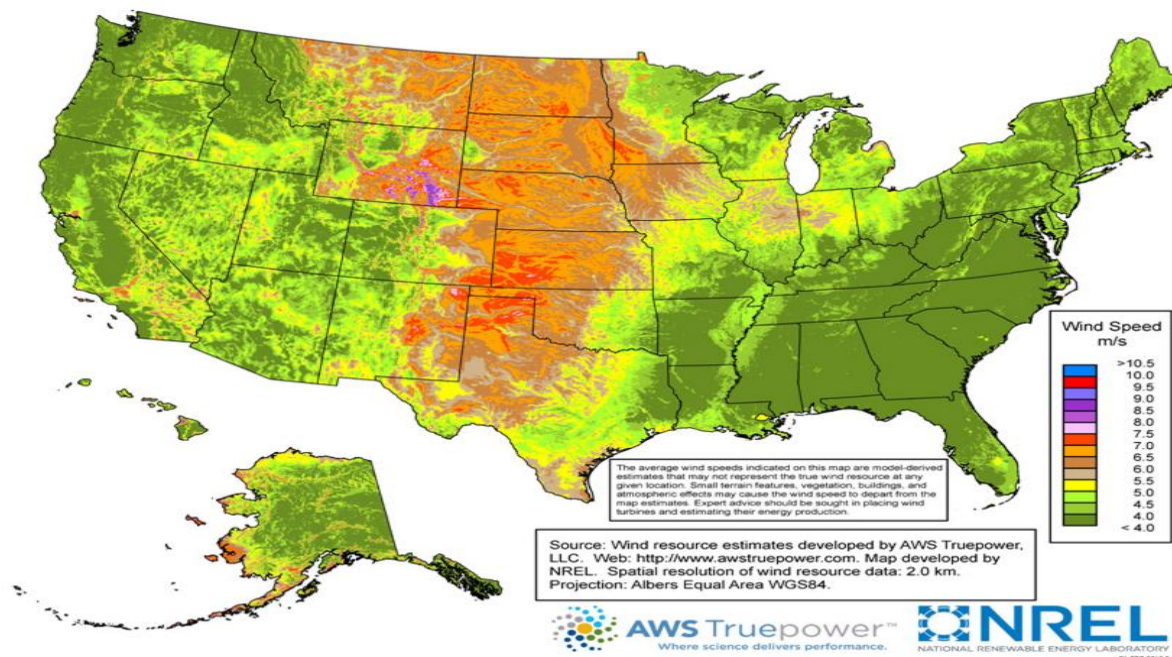 Wind Speed
m/s
>10.5
10.0
9.5
9.0
8.5
8.0
7.5
7.0
6.5
6.0
5.5
5.0
4.5
4.0
< 4.0
The average wind speeds indicated on this map are model-derived
estimates that may not represent the true wind resource at any
given location. Small terrain features, vegetation, buildings, and
atmospheric effects may cause the wind speed to depart from the
map estimates. Expert advice should be sought in placing wind
turbines and estimating their energy production.
Source: Wind resource estimates developed by AWS Truepower,
LLC. Web: http://www.awstruepower.com. Map developed by
NREL. Spatial resolution of wind resource data: 2.0 km.
Projection: Albers Equal Area WGS84.
AWS Truepower™
Where science delivers performance.
NREL
NATIONAL RENEWABLE ENERGY LABORATORY